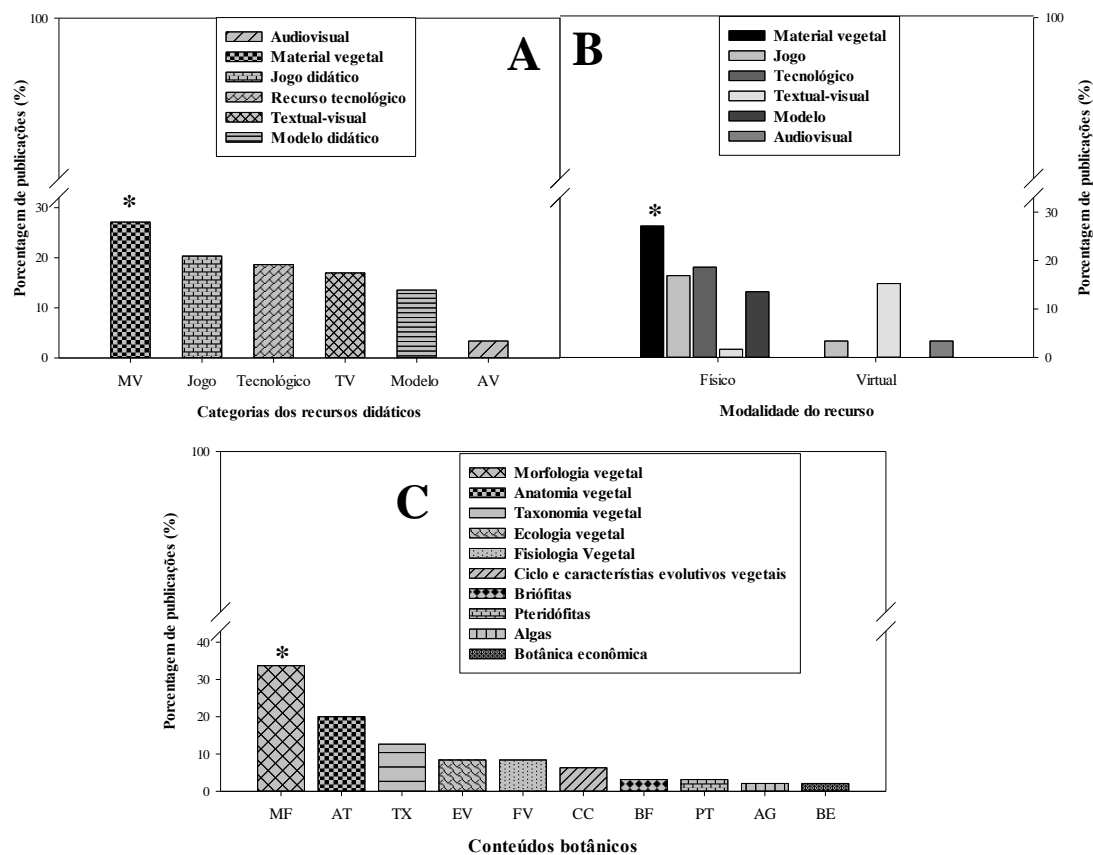 100
Audiovisual
Material vegetal
Jogo didático
Recurso tecnológico
Textual-visual
Modelo didático
A
Porcentagem de publicações (%)
*
30
20
10
0
MV Jogo Tecnológico TV Modelo AV
Categorias dos recursos didáticos
B
Material vegetal
Jogo
Tecnológico
Textual-visual
Modelo
Audiovisual
100
Porcentagem de publicações (%)
*
30
20
10
0
Físico Virtual
Modalidade do recurso
100
C
Morfologia vegetal
Anatomia vegetal
Taxonomia vegetal
Ecologia vegetal
Fisiologia Vegetal
Ciclo e característias evolutivos vegetais
Briófitas
Pteridófitas
Algas
Botânica econômica
Porcentagem de publicações (%)
*
40
30
20
10
0
MF AT TX EV FV CC BF PT AG BE
Conteúdos botânicos